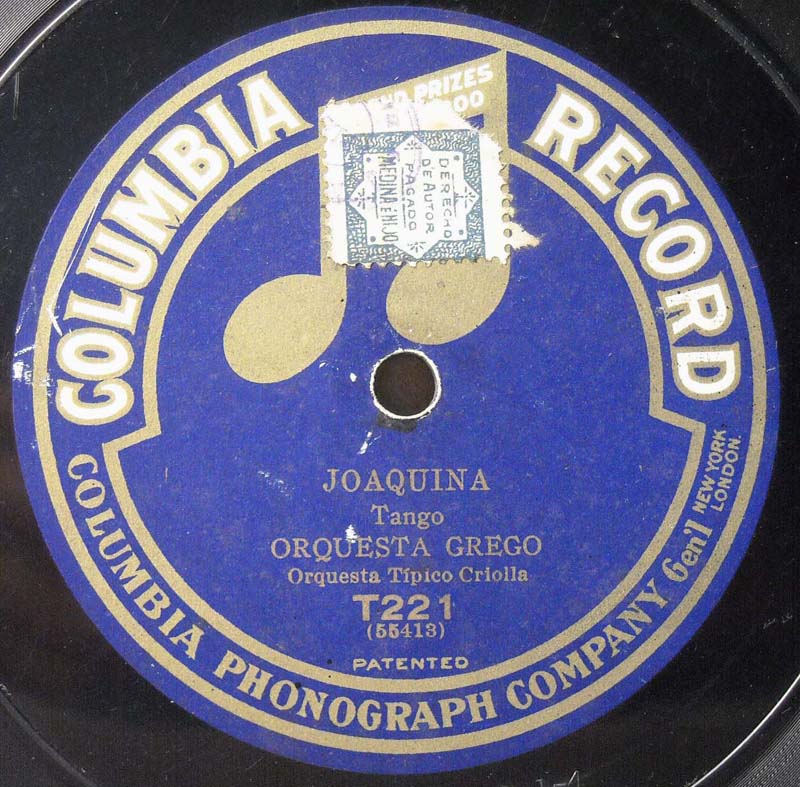 COLUMBIA RECORD
PRIZES
DERECHO
DE AUTOR
PAGADO
MEDINA E HIJO
JOAQUINA
Tango
ORQUESTA GREGO
Orquesta Típico Criolla
T221
(55413)
PATENTED
COLUMBIA PHONOGRAPH COMPANY Gen'l NEW YORK
LONDON.